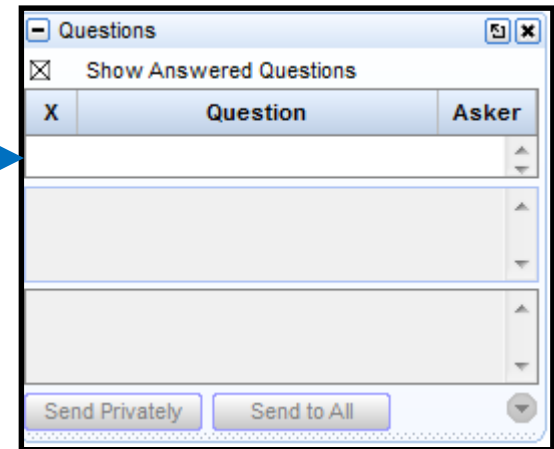 Questions
Show Answered Questions
X Question Asker
Send Privately Send to All